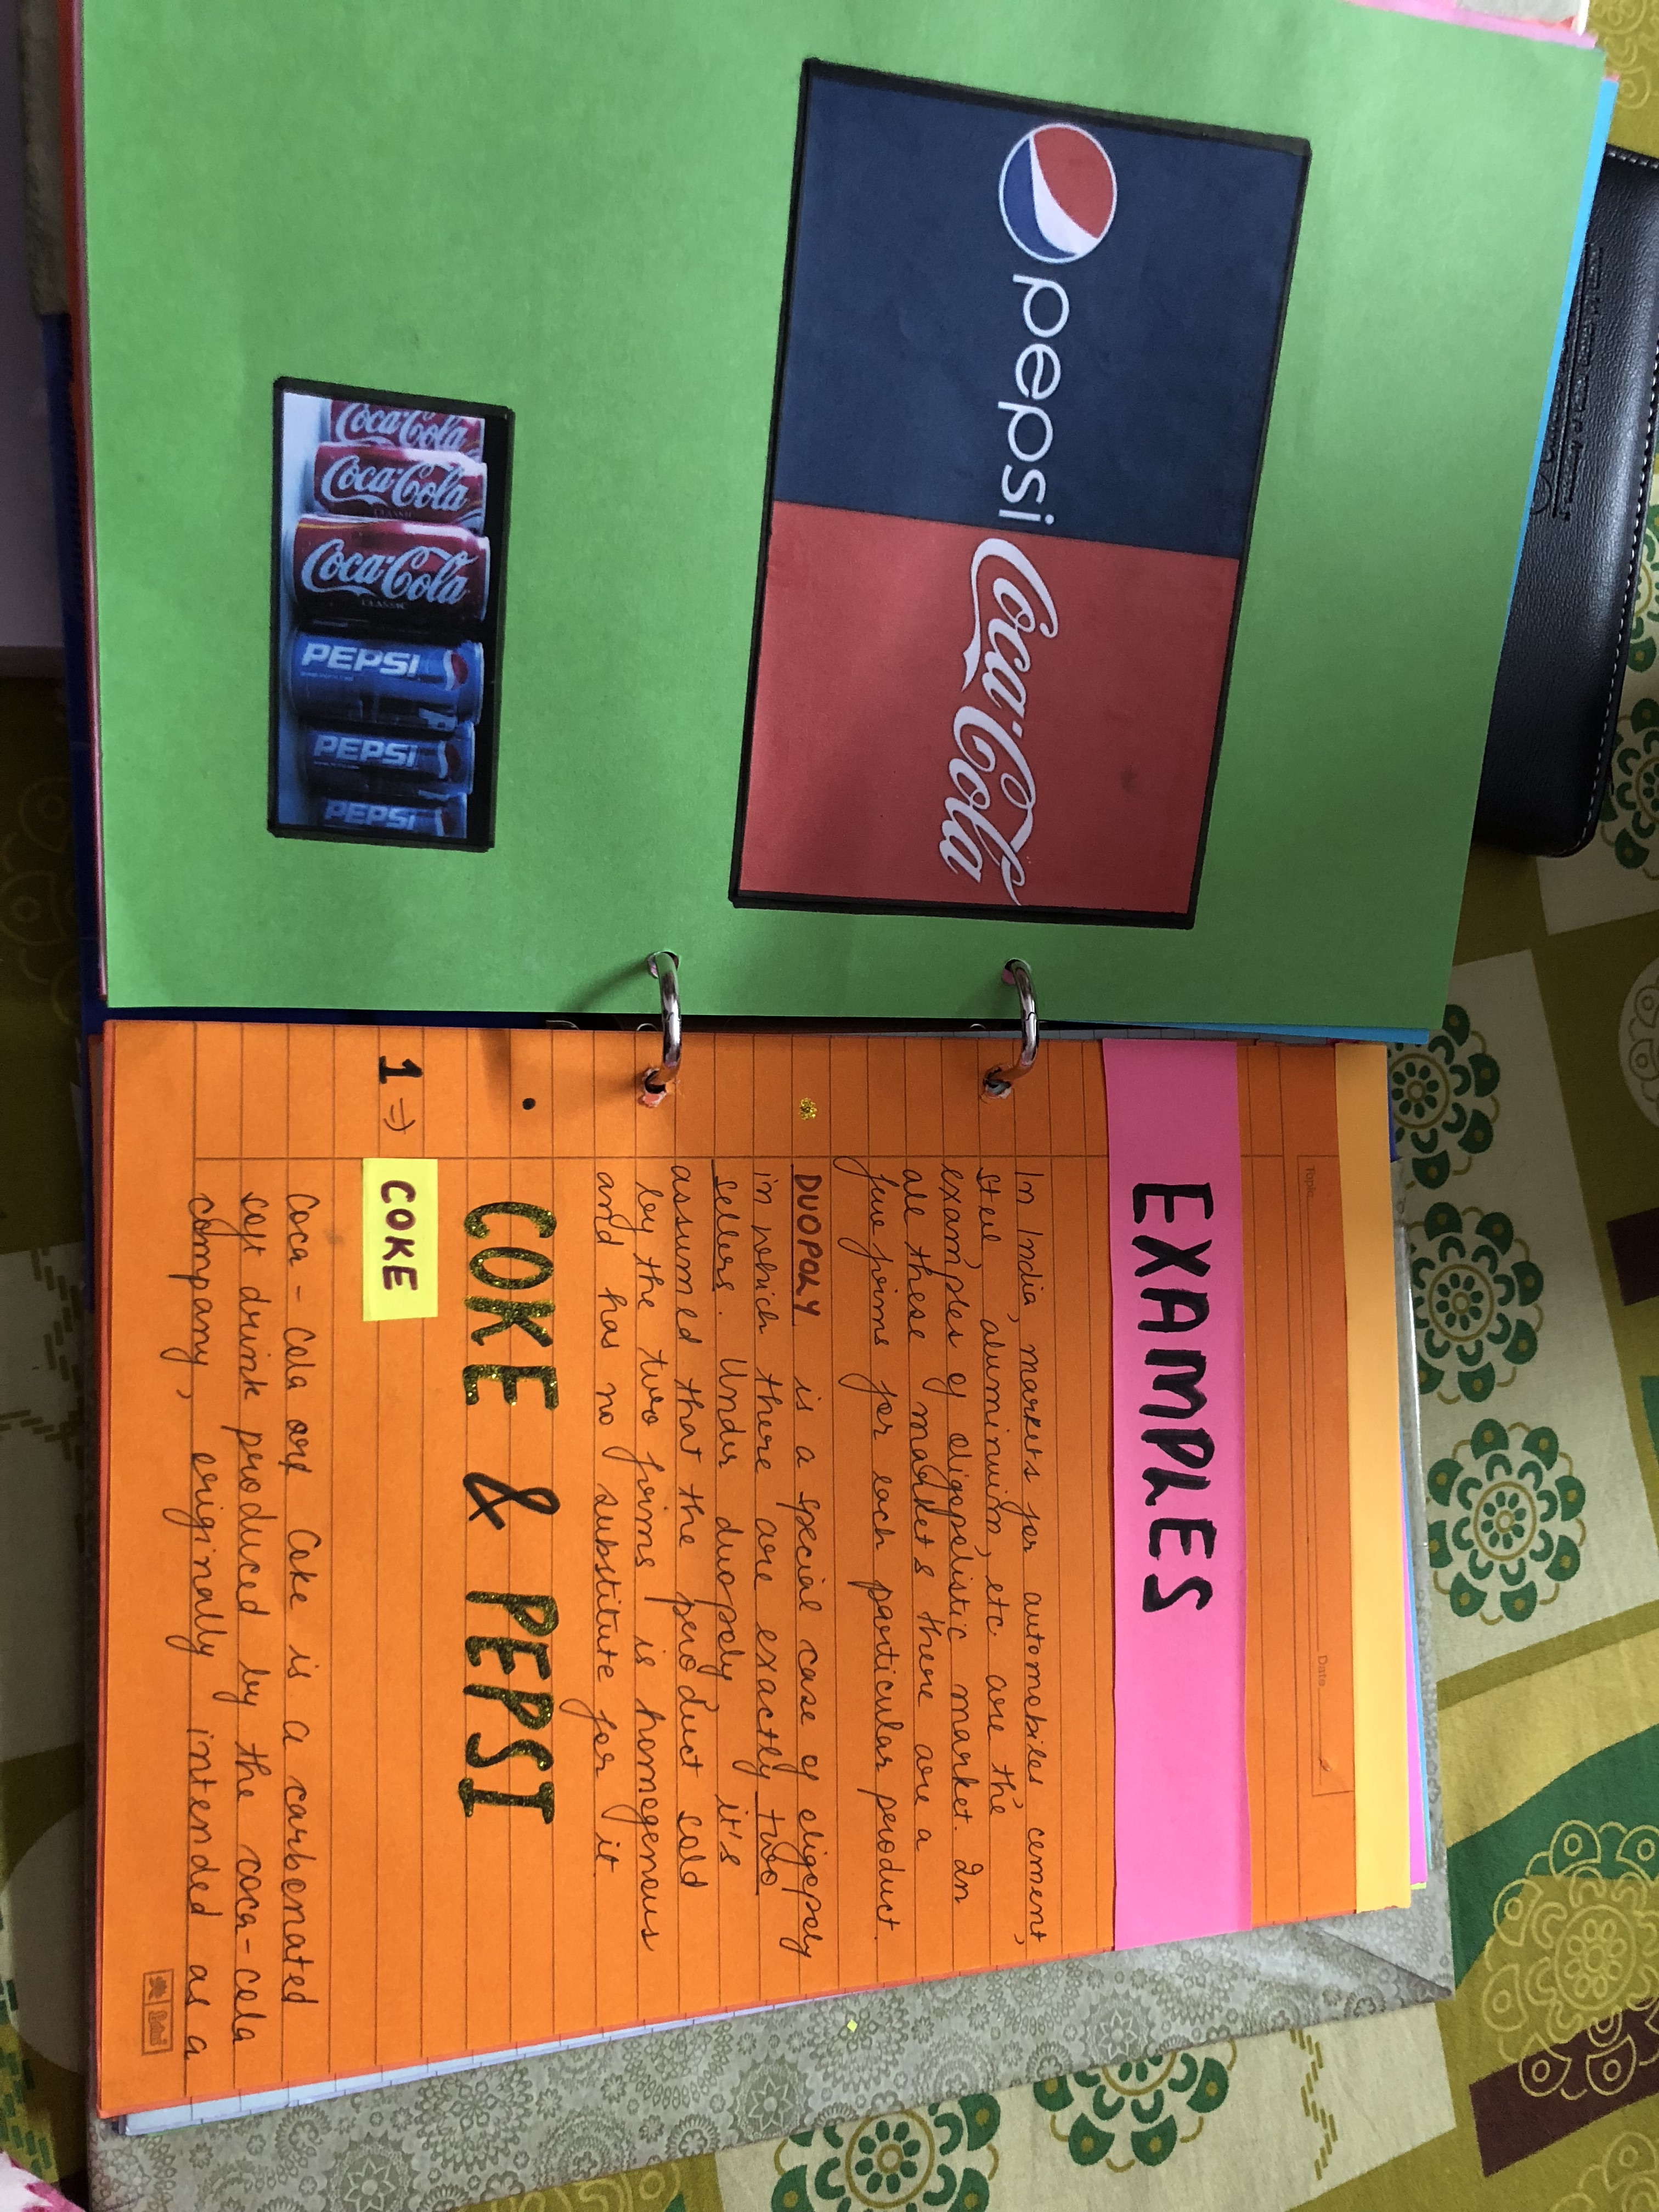 pepsi
Coca-Cola
Coca-Cola
Coca-Cola
Coca-Cola
CLASSIC
PEPSI
PEPSI
PEPSI
Topic
Date
EXAMPLES
In India, markets for automobiles, cement,
steel, aluminium, etc are the
examples of oligopolistic market. In
all these markets there are a
few firms for each particular product.
DUOPOLY is a special case of oligopoly
in which there are exactly two
sellers. Under duopoly, it's
assumed that the product sold
by the two firms is homogenous
and has no substitute for it.
• COKE & PEPSI
1 ⇒ COKE
Coca-Cola or Coke is a carbonated
soft drink produced by the coca-cola
company, originally intended as a